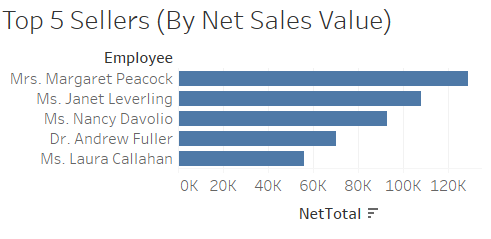 Top 5 Sellers (By Net Sales Value)
Employee
Mrs. Margaret Peacock
Ms. Janet Leverling
Ms. Nancy Davolio
Dr. Andrew Fuller
Ms. Laura Callahan
0K 20K 40K 60K 80K 100K 120K
NetTotal